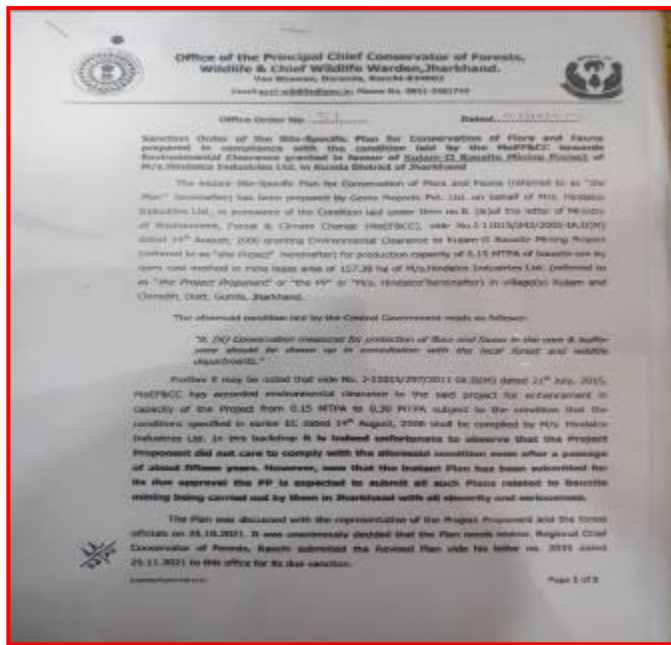 Office of the Principal Chief Conservator of Forests,
Wildlife & Chief Wildlife Warden, Jharkhand.
Van Bhawan, Doranda, Ranchi-834002
Phone No. 0651-
Office Order No. 51 Dated
Sanction Order of the Site-Specific Plan for Conservation of Flora and Fauna
prepared in compliance with the condition laid by the MoEF&CC towards
Environmental Clearance granted in favour of Kujam-II Bauxite Mining Project of
M/s.Hindalco Industries Ltd. in Gumla District of Jharkhand
The instant Site-Specific Plan for Conservation of Flora and Fauna (referred to as "the
Plan" hereinafter) has been prepared by Projects Pvt. Ltd. on behalf of M/s. Hindalco
Industries Ltd., in pursuance of the Condition laid under of the letter of Ministry
of Environment, Forest & Climate Change (MoEF&CC), vide
dated 14th August, 2006 granting Environmental Clearance to Kujam-II Bauxite Mining Project
(referred to as "the Project" hereinafter) for production capacity of 0.15 MTPA of bauxite ore by
open cast method in mine lease area of 157.38 ha of M/s.Hindalco Industries Ltd. (referred to
as "the Project Proponent" or "the PP" or "M/s. Hindalco" hereinafter) in village(s) Kujam and
Distt. Gumla, Jharkhand.
The aforesaid condition laid by the Central Government reads as follows:
Conservation measures for protection of flora and fauna in the core & buffer
zone should be drawn up in consultation with the local forest and wildlife
departments."
Further it may be noted that vide No. J-11015/297/2011-IA.II(M) dated 21st July, 2015,
MoEF&CC has accorded environmental clearance to the said project for enhancement in
capacity of the Project from 0.15 MTPA to 0.30 MTPA subject to the condition that the
conditions specified in earlier EC dated 14th August, 2006 shall be complied by M/s. Hindalco
Industries Ltd. In this backdrop it is indeed unfortunate to observe that the Project
Proponent did not care to comply with the aforesaid condition even after a passage
of about fifteen years. However, now that the instant Plan has been submitted for
its due approval the PP is expected to submit all such Plans related to Bauxite
mining being carried out by them in Jharkhand with all sincerity and seriousness.
The Plan was discussed with the representative of the Project Proponent and the forest
officials on 25.10.2021. It was unanimously decided that the Plan needs review. Regional Chief
Conservator of Forests, Ranchi submitted the Revised Plan vide his letter no. dated
25.11.2021 to this office for its due sanction.
Page 1 of